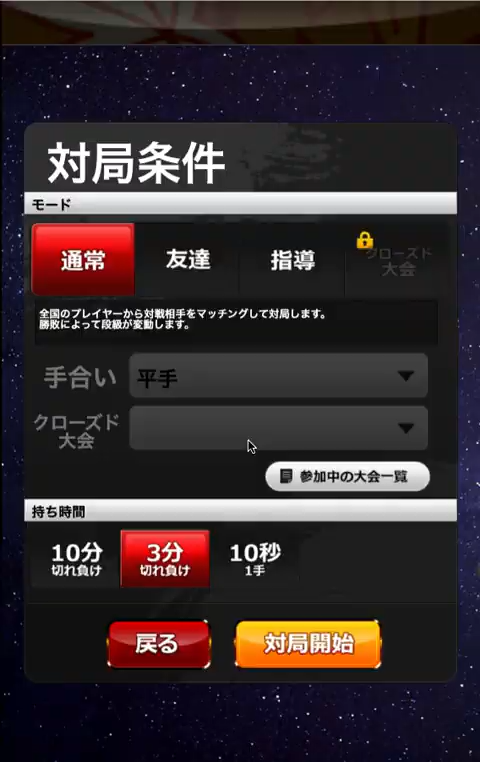 対局条件
モード
通常
友達
指導
クローズド
大会
全国のプレイヤーから対戦相手をマッチングして対局します。
勝敗によって段級が変動します。
手合い
平手
クローズド
大会
参加中の大会一覧
持ち時間
10分
切れ負け
3分
切れ負け
10秒
1手
戻る
対局開始